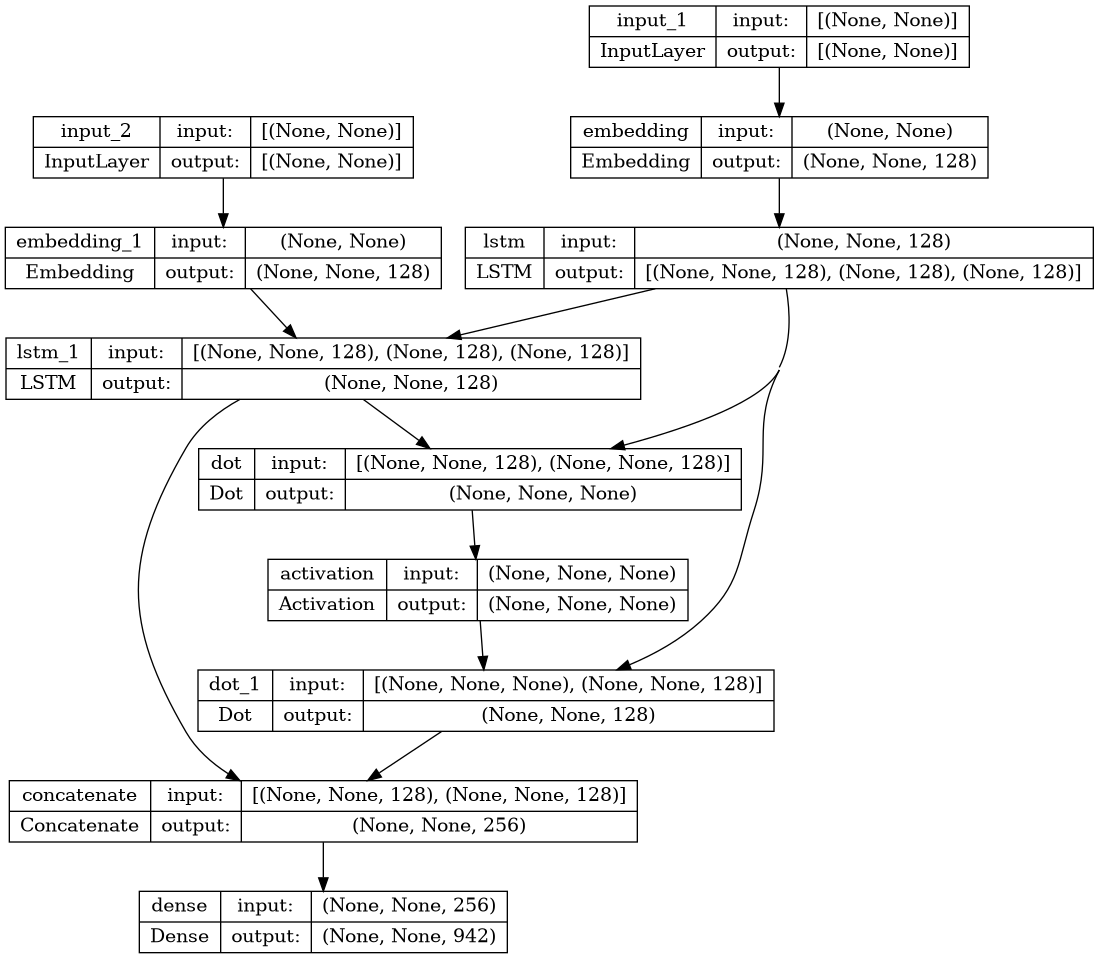 input_1 input: [(None, None)]
InputLayer output: [(None, None)]
input_2 input: [(None, None)]
InputLayer output: [(None, None)]
embedding input: (None, None)
Embedding output: (None, None, 128)
embedding_1 input: (None, None)
Embedding output: (None, None, 128)
lstm input: (None, None, 128)
LSTM output: [(None, None, 128), (None, 128), (None, 128)]
lstm_1 input: [(None, None, 128), (None, 128), (None, 128)]
LSTM output: (None, None, 128)
dot input: [(None, None, 128), (None, None, 128)]
Dot output: (None, None, None)
activation input: (None, None, None)
Activation output: (None, None, None)
dot_1 input: [(None, None, None), (None, None, 128)]
Dot output: (None, None, 128)
concatenate input: [(None, None, 128), (None, None, 128)]
Concatenate output: (None, None, 256)
dense input: (None, None, 256)
Dense output: (None, None, 942)